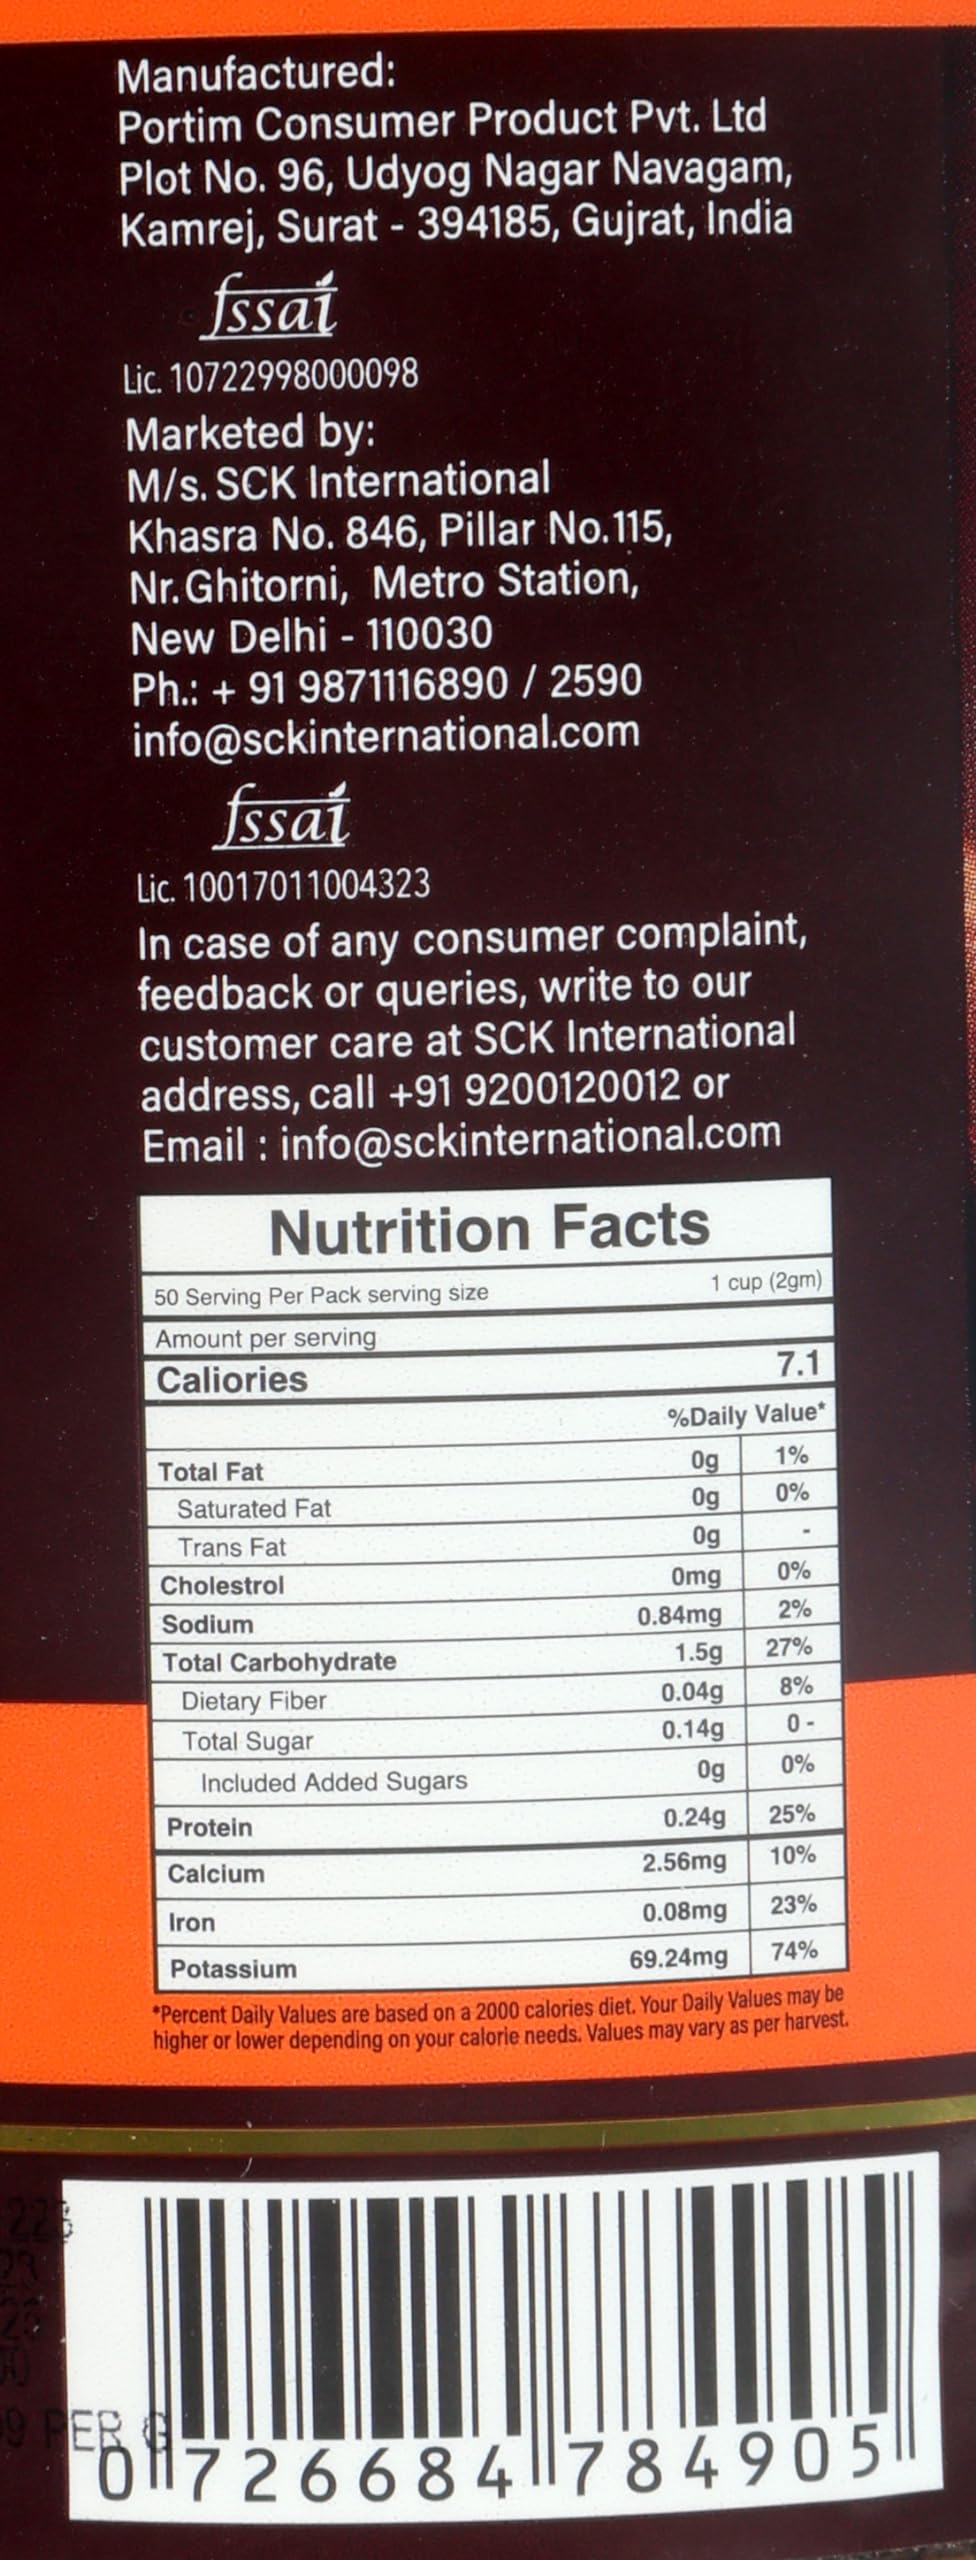 Manufactured:
Portim Consumer Product Pvt. Ltd
Plot No. 96, Udyog Nagar Navagam,
Kamrej, Surat - 394185, Gujrat, India
fssai
Lic. 10722998000098
Marketed by:
M/s. SCK International
Khasra No. 846, Pillar No.115,
Nr.Ghitorni, Metro Station,
New Delhi - 110030
Ph.: + 91 9871116890 / 2590
info@sckinternational.com
fssai
Lic. 10017011004323
In case of any consumer complaint,
feedback or queries, write to our
customer care at SCK International
address, call +91 9200120012 or
Email : info@sckinternational.com
Nutrition Facts
50 Serving Per Pack serving size 1 cup (2gm)
Amount per serving
Caliories 7.1
%Daily Value*
Total Fat 0g 1%
Saturated Fat 0g 0%
Trans Fat 0g -
Cholestrol 0mg 0%
Sodium 0.84mg 2%
Total Carbohydrate 1.5g 27%
Dietary Fiber 0.04g 8%
Total Sugar 0.14g 0 -
Included Added Sugars 0g 0%
Protein 0.24g 25%
Calcium 2.56mg 10%
Iron 0.08mg 23%
Potassium 69.24mg 74%
*Percent Daily Values are based on a 2000 calories diet. Your Daily Values may be
higher or lower depending on your calorie needs. Values may vary as per harvest.
PER G
0 726684 784905